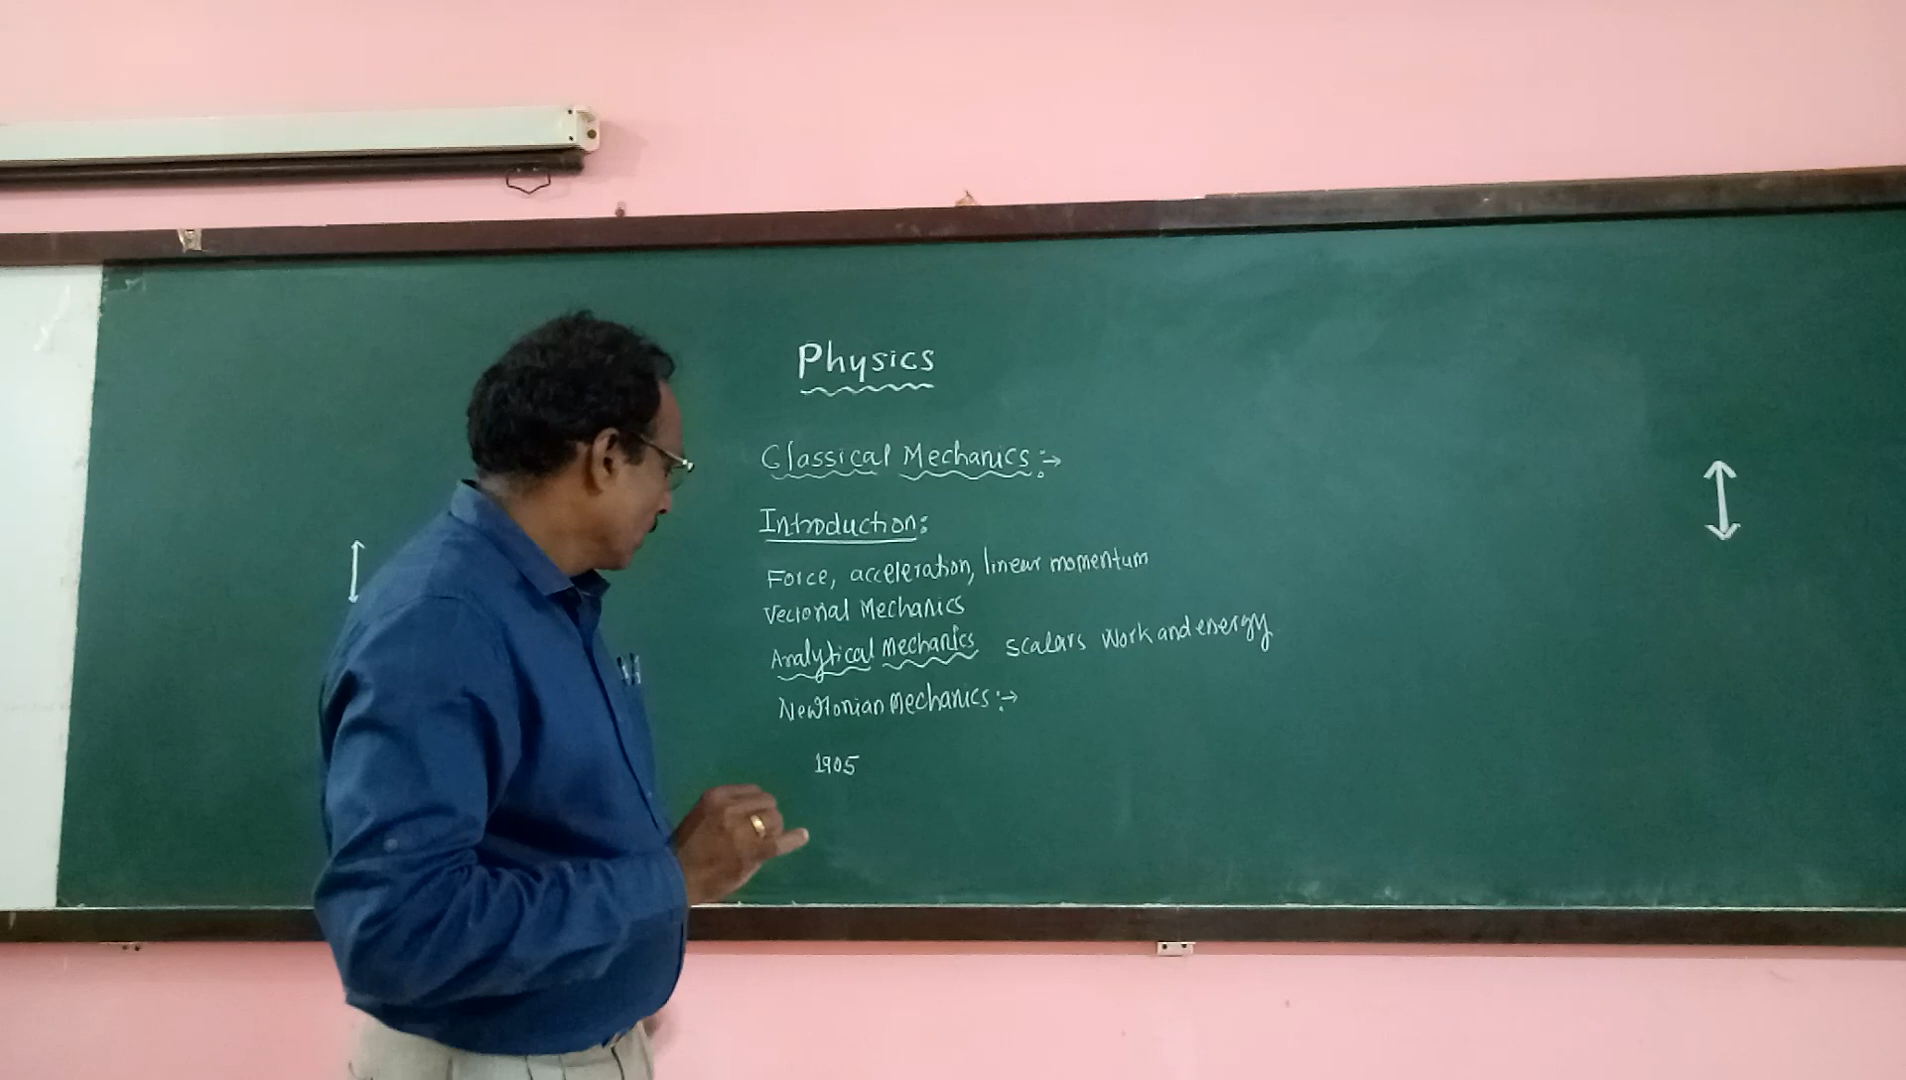 Physics
Classical Mechanics :→
Introduction:
Force, acceleration, linear momentum
Vectorial Mechanics
Analytical Mechanics scalars work and energy
Newtonian Mechanics :→
1905